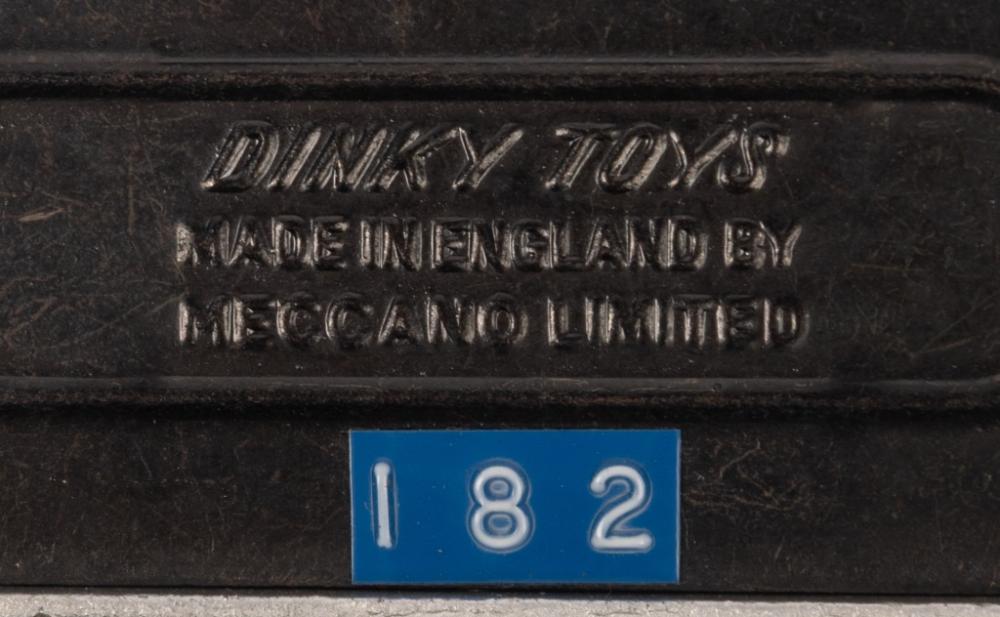 DINKY TOYS
MADE IN ENGLAND BY
MECCANO LIMITED
182